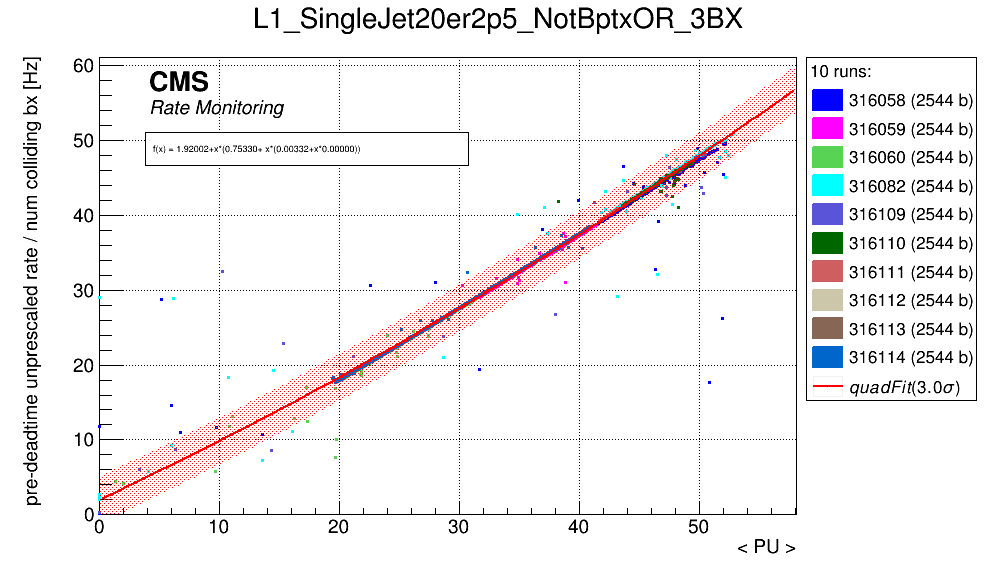 L1_SingleJet20er2p5_NotBptxOR_3BX
pre-deadtime unprescaled rate / num colliding bx [Hz]
CMS
Rate Monitoring
f(x) = 1.92002+x*(0.75330+ x*(0.00332+x*0.00000))
60
50
40
30
20
10
0
0 10 20 30 40 50
< PU >
10 runs:
316058 (2544 b)
316059 (2544 b)
316060 (2544 b)
316082 (2544 b)
316109 (2544 b)
316110 (2544 b)
316111 (2544 b)
316112 (2544 b)
316113 (2544 b)
316114 (2544 b)
quadFit(3.0σ)